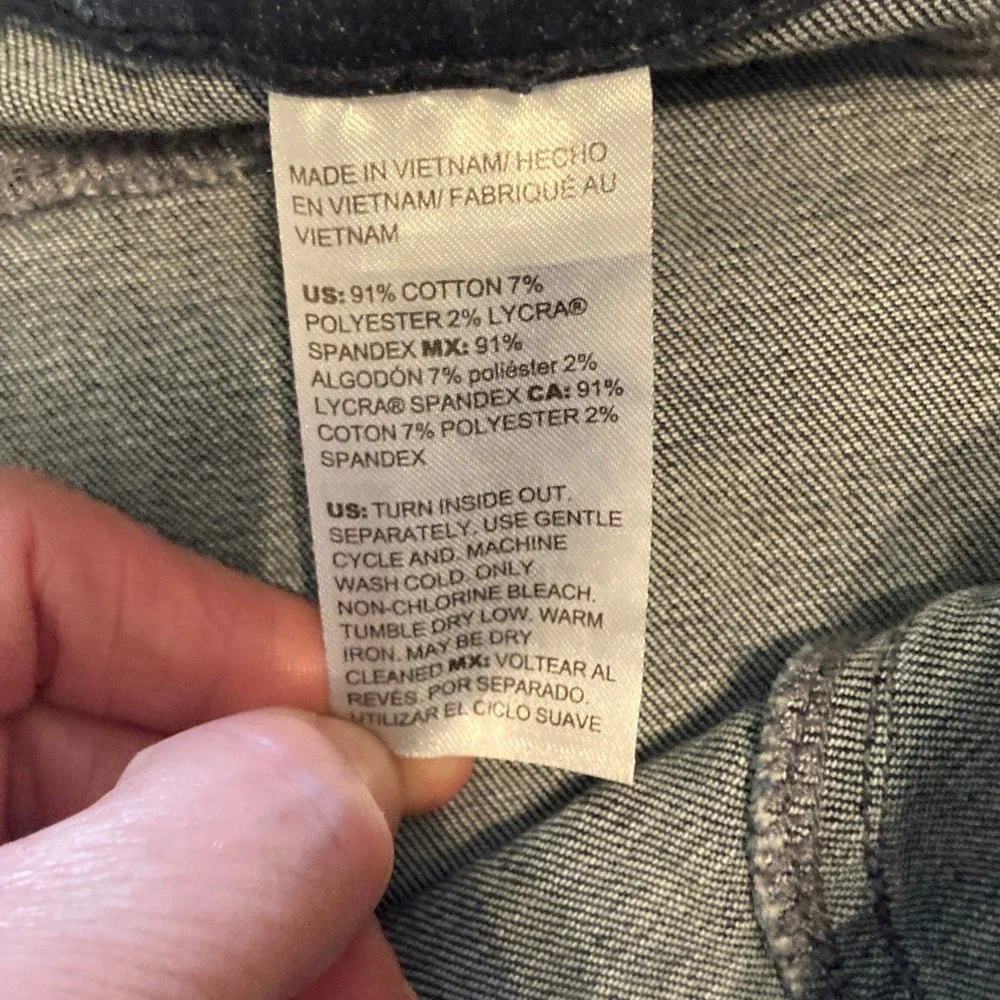 MADE IN VIETNAM/ HECHO
EN VIETNAM/ FABRIQUÉ AU
VIETNAM
US: 91% COTTON 7%
POLYESTER 2% LYCRA®
SPANDEX MX: 91%
ALGODÓN 7% poliéster 2%
LYCRA® SPANDEX CA: 91%
COTON 7% POLYESTER 2%
SPANDEX
US: TURN INSIDE OUT.
SEPARATELY. USE GENTLE
CYCLE AND. MACHINE
WASH COLD. ONLY
NON-CHLORINE BLEACH.
TUMBLE DRY LOW. WARM
IRON. MAY BE DRY
CLEANED MX: VOLTEAR AL
REVÉS. POR SEPARADO.
UTILIZAR EL CICLO SUAVE